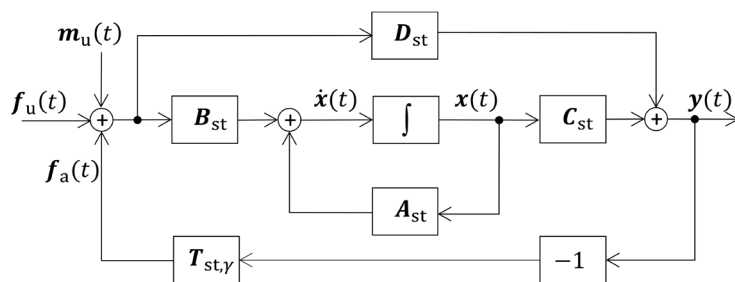 m_u(t)
D_st
f_u(t)
ẋ(t)
x(t)
y(t)
B_st
∫
C_st
f_a(t)
A_st
T_st,γ
−1